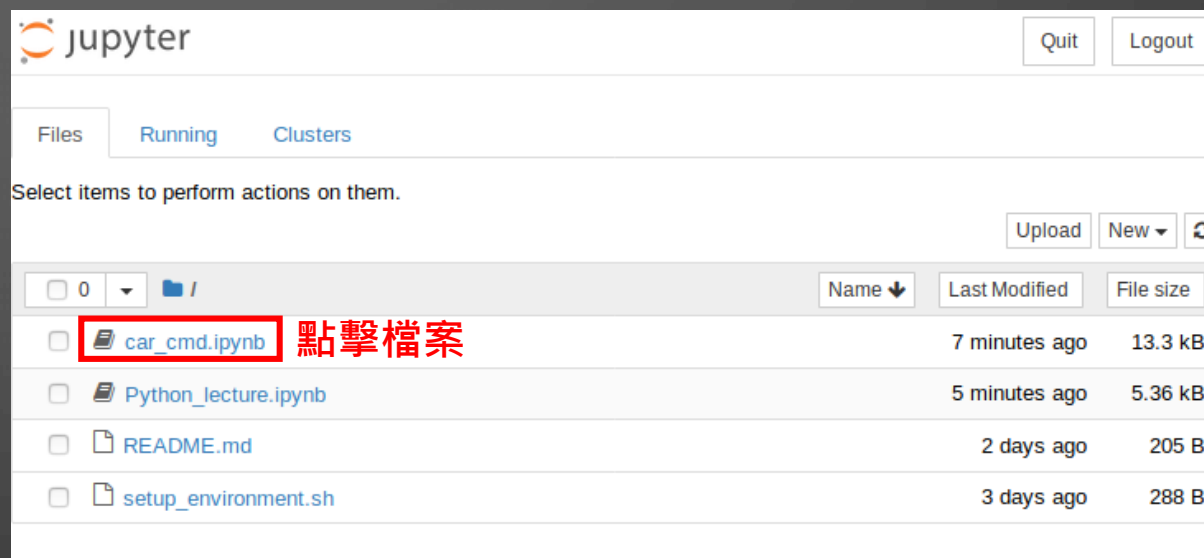 jupyter
Quit Logout
Files Running Clusters
Select items to perform actions on them.
Upload New
0 / Name Last Modified File size
car_cmd.ipynb 點擊檔案 7 minutes ago 13.3 kB
Python_lecture.ipynb 5 minutes ago 5.36 kB
README.md 2 days ago 205 B
setup_environment.sh 3 days ago 288 B